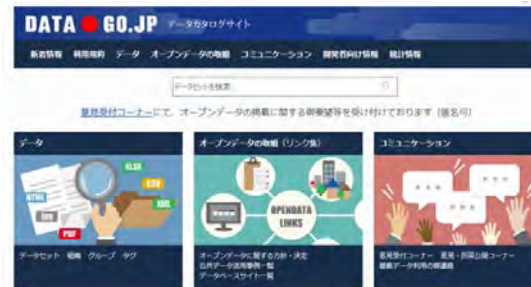 DATA GO.JP データカタログサイト
新着情報 利用規約 データ オープンデータの取組 コミュニケーション 開発者向け情報 統計情報
データセットを検索...
意見受付コーナーにて、オープンデータの掲載に関する御要望等を受け付けております（匿名可）
データ
XLSX
CSV
HTML
XML
PDF
データセット 組織 グループ タグ
オープンデータの取組（リンク集）
OPENDATA
LINKS
オープンデータに関する方針・決定
公共データ活用事例一覧
データベースサイト一覧
コミュニケーション
意見受付コーナー 意見・回答公開コーナー